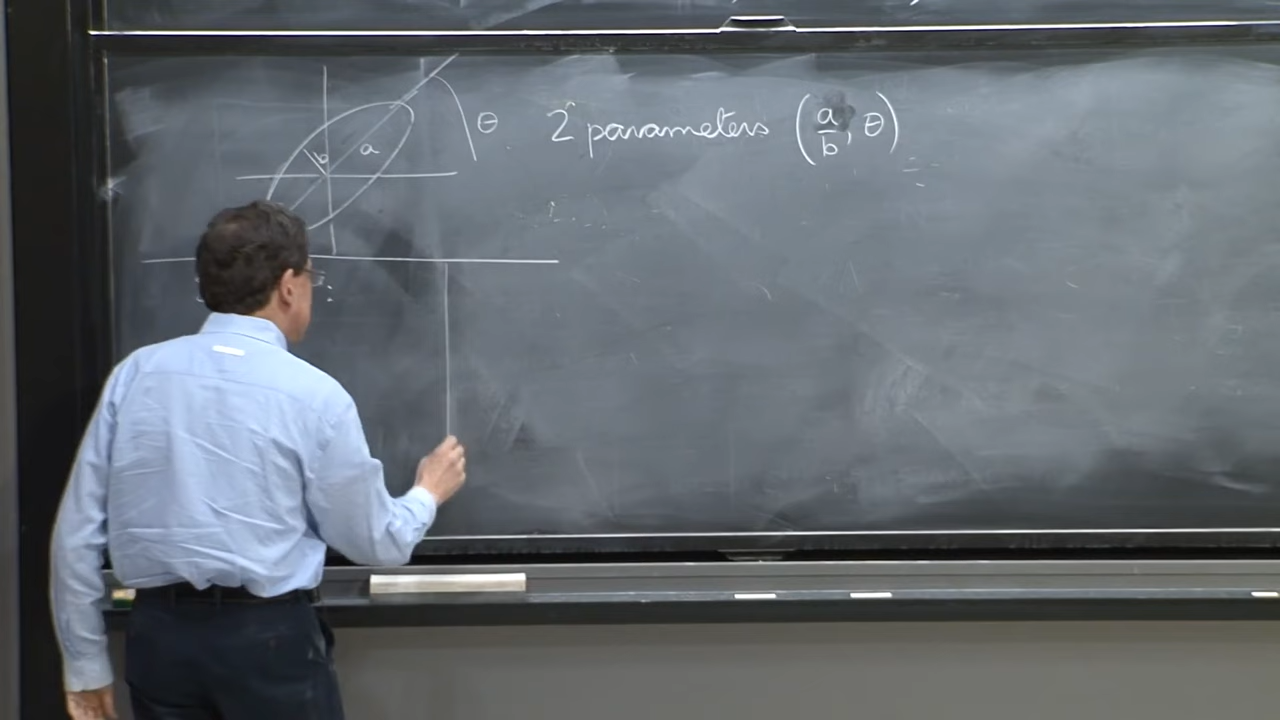 b a θ 2 parameters (a/b, θ)